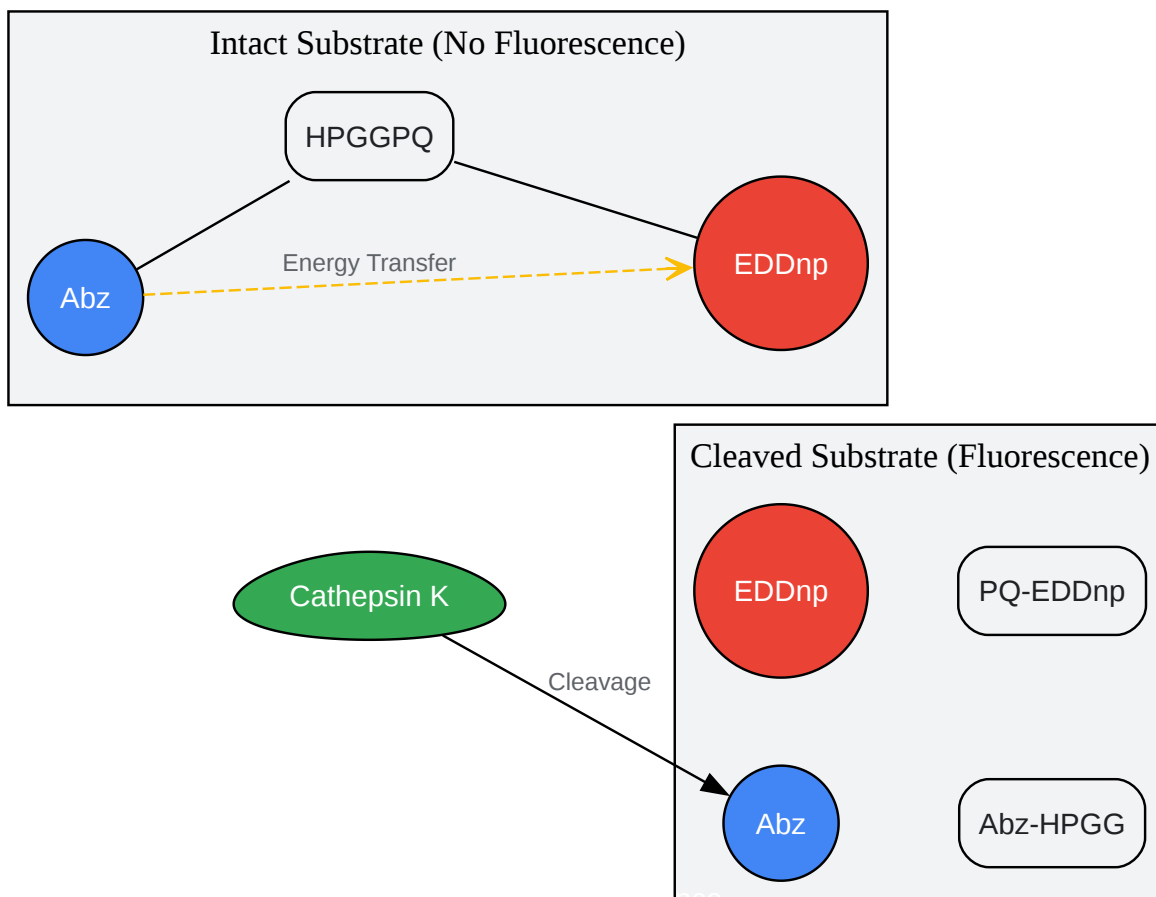 Intact Substrate (No Fluorescence)
HPGGPQ
Energy Transfer
Abz
EDDnp
Cleaved Substrate (Fluorescence)
Cathepsin K
EDDnp
PQ-EDDnp
Cleavage
Abz
Abz-HPGG